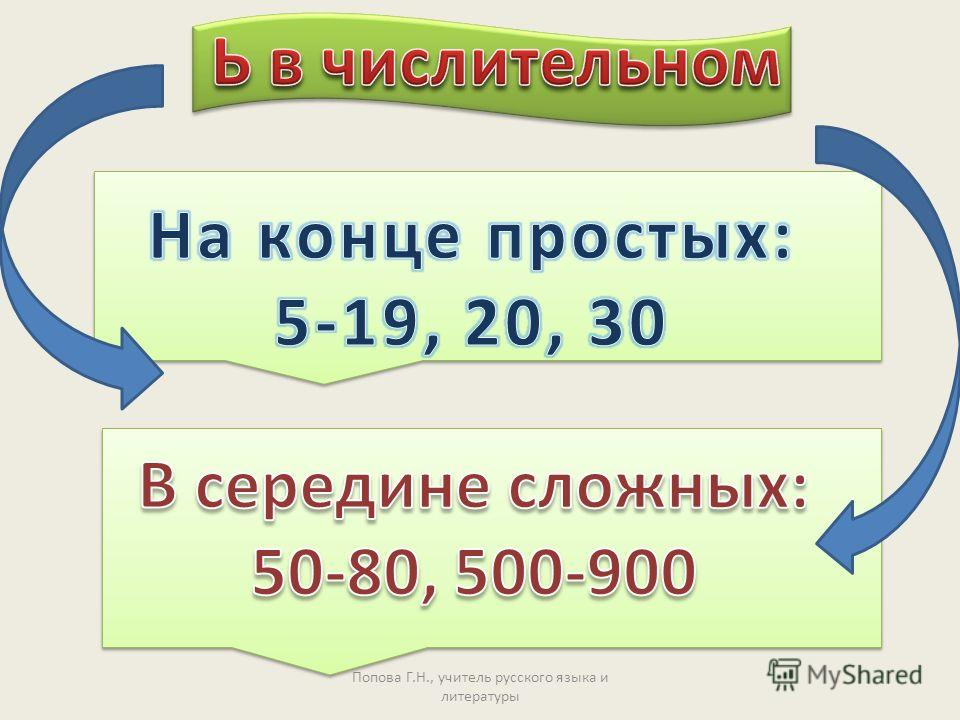 Ь в числительном
На конце простых:
5-19, 20, 30
В середине сложных:
50-80, 500-900
Попова Г.Н., учитель русского языка и
литературы
MyShared